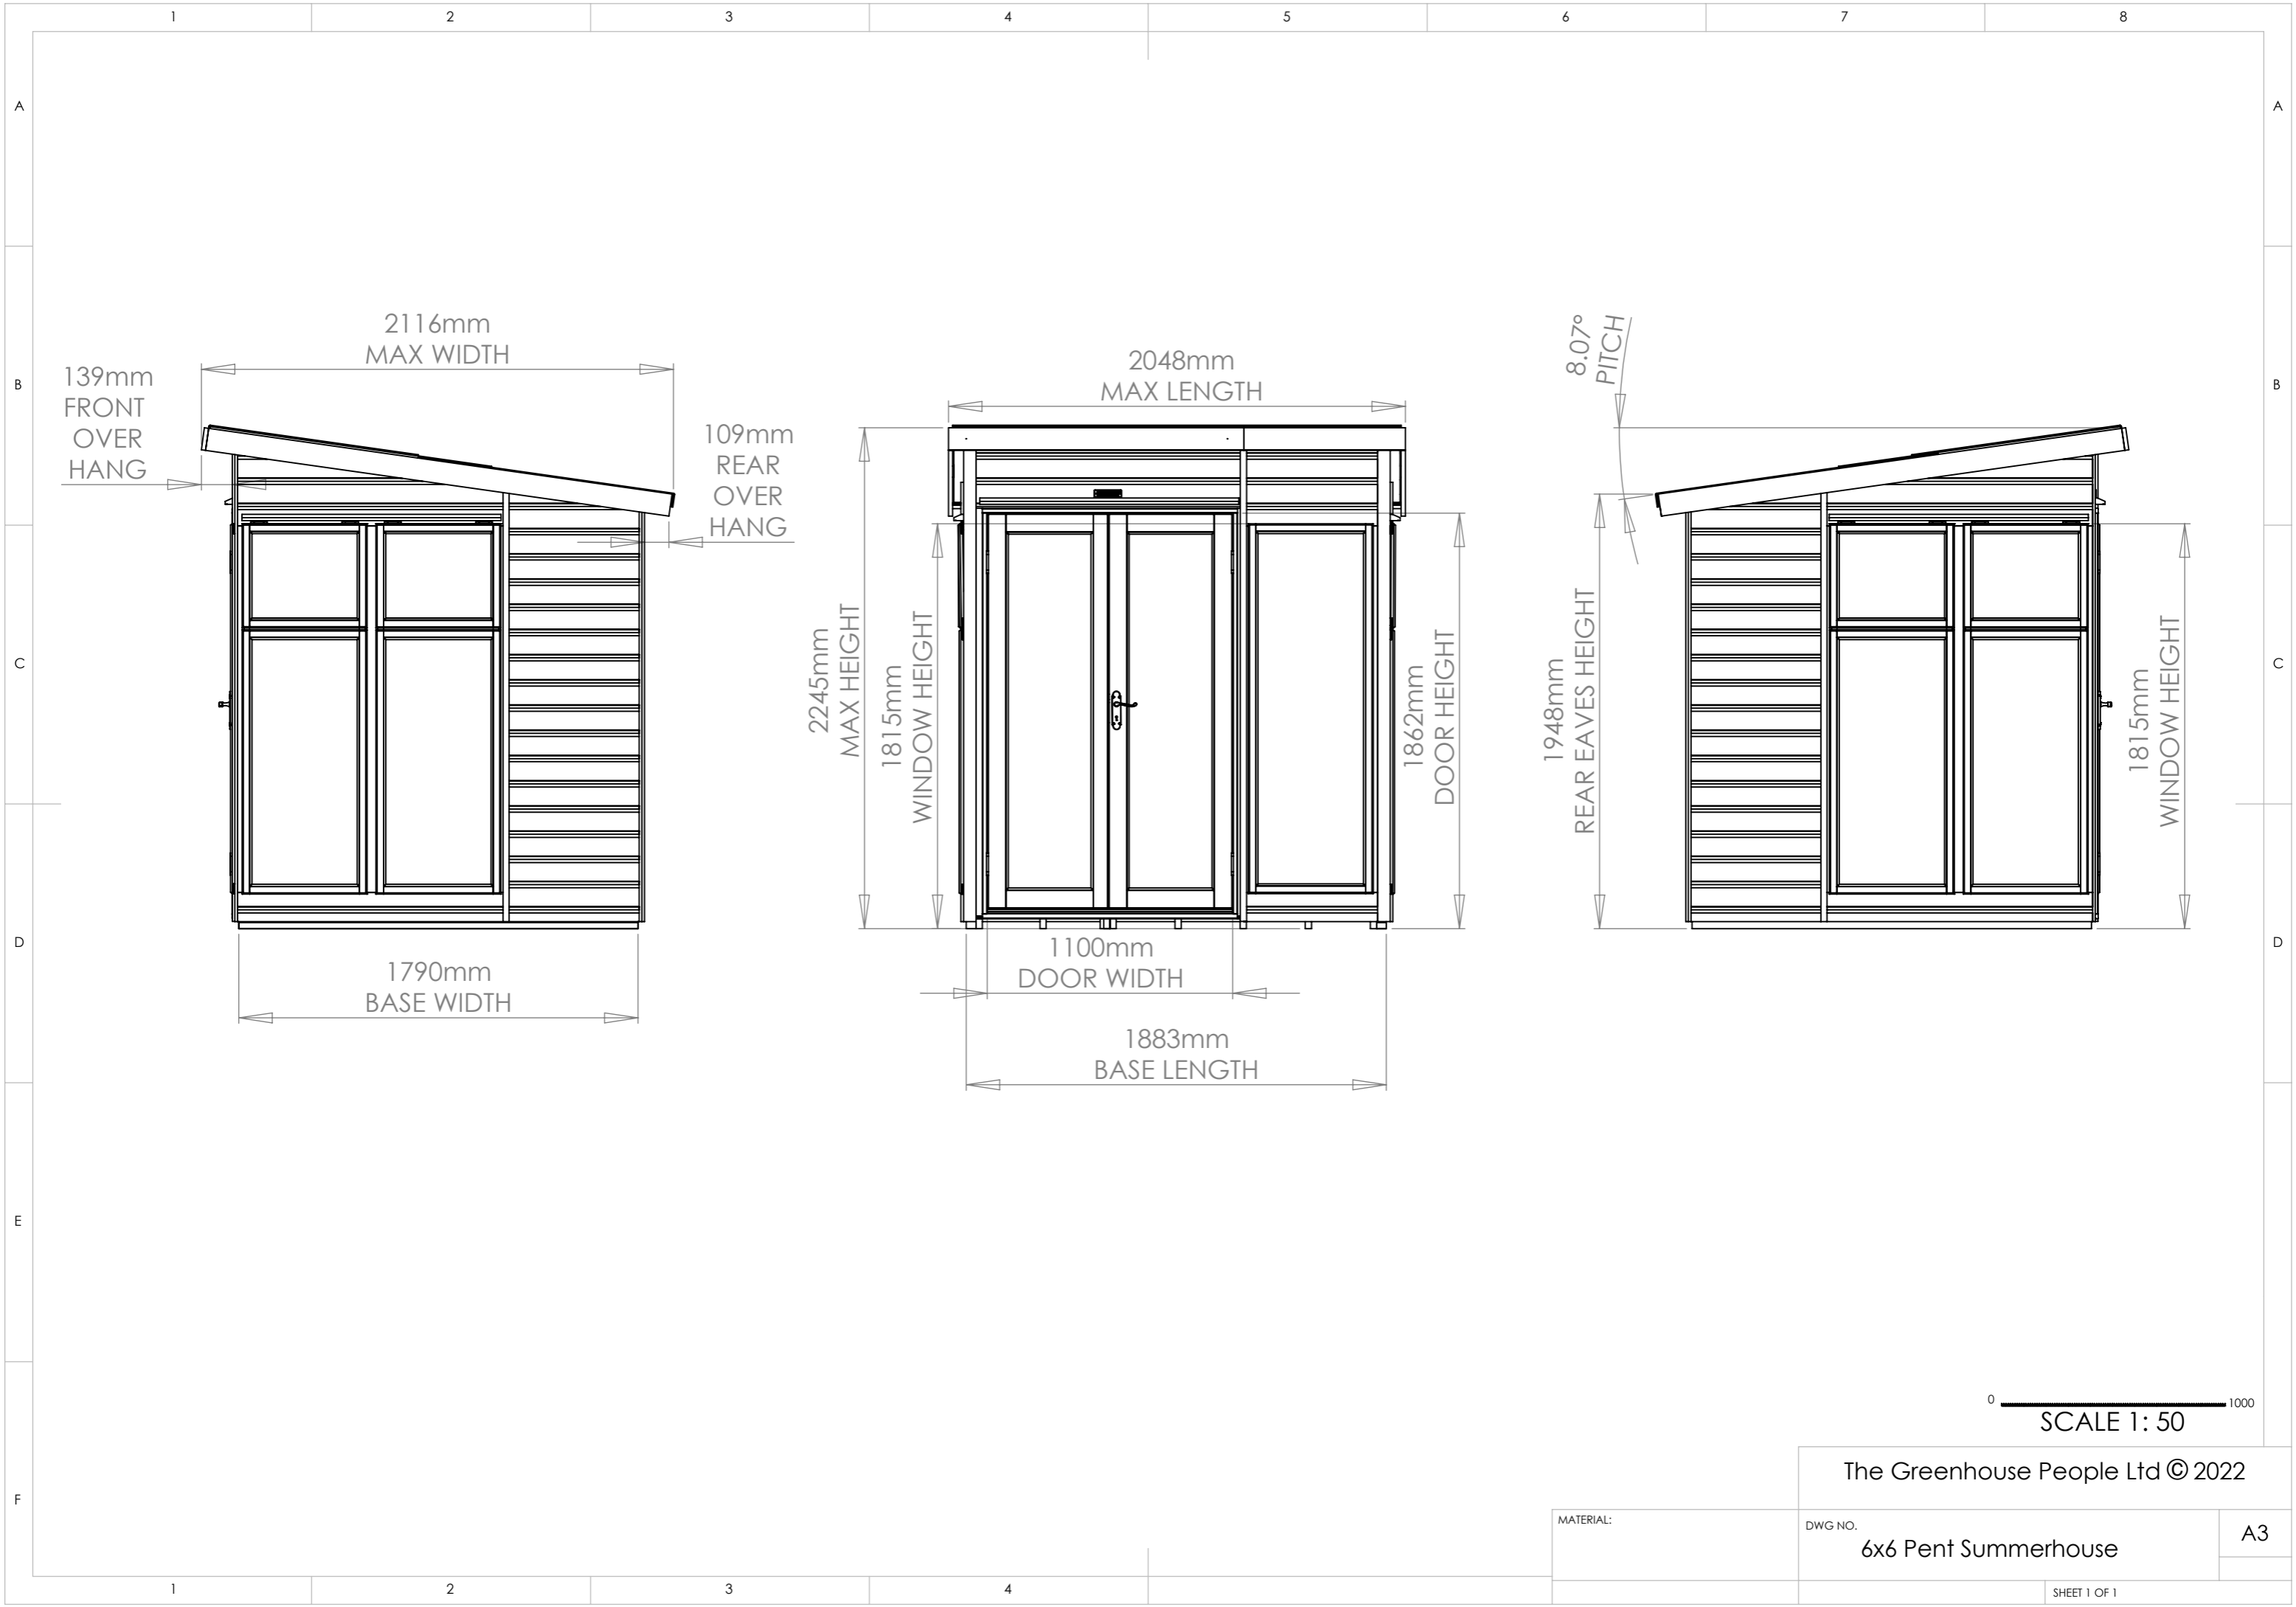 1 2 3 4 5 6 7 8
A A
B B
C C
D D
E
F
2116mm
MAX WIDTH
139mm
FRONT
OVER
HANG
109mm
REAR
OVER
HANG
1790mm
BASE WIDTH
2048mm
MAX LENGTH
2245mm
MAX HEIGHT
1815mm
WINDOW HEIGHT
1862mm
DOOR HEIGHT
1100mm
DOOR WIDTH
1883mm
BASE LENGTH
8.07°
PITCH
1948mm
REAR EAVES HEIGHT
1815mm
WINDOW HEIGHT
0 1000
SCALE 1: 50
The Greenhouse People Ltd © 2022
MATERIAL:
DWG NO.
6x6 Pent Summerhouse
A3
SHEET 1 OF 1
1 2 3 4